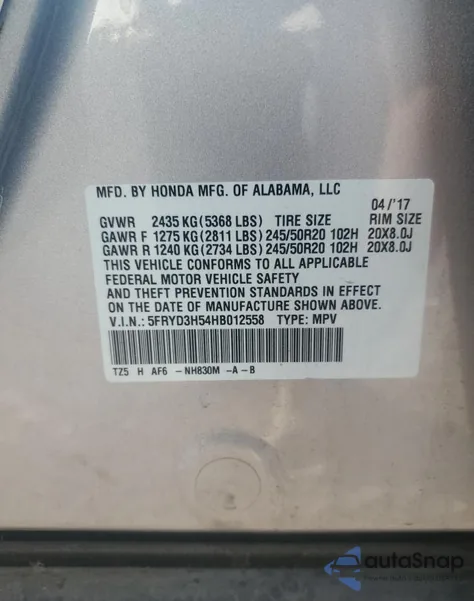 MFD. BY HONDA MFG. OF ALABAMA, LLC
04/'17
GVWR 2435 KG(5368 LBS) TIRE SIZE RIM SIZE
GAWR F 1275 KG(2811 LBS) 245/50R20 102H 20X8.0J
GAWR R 1240 KG(2734 LBS) 245/50R20 102H 20X8.0J
THIS VEHICLE CONFORMS TO ALL APPLICABLE
FEDERAL MOTOR VEHICLE SAFETY
AND THEFT PREVENTION STANDARDS IN EFFECT
ON THE DATE OF MANUFACTURE SHOWN ABOVE.
V.I.N.: 5FRYD3H54HB012558 TYPE: MPV
TZ5 H AF6 -NH830M -A-B
autoSnap